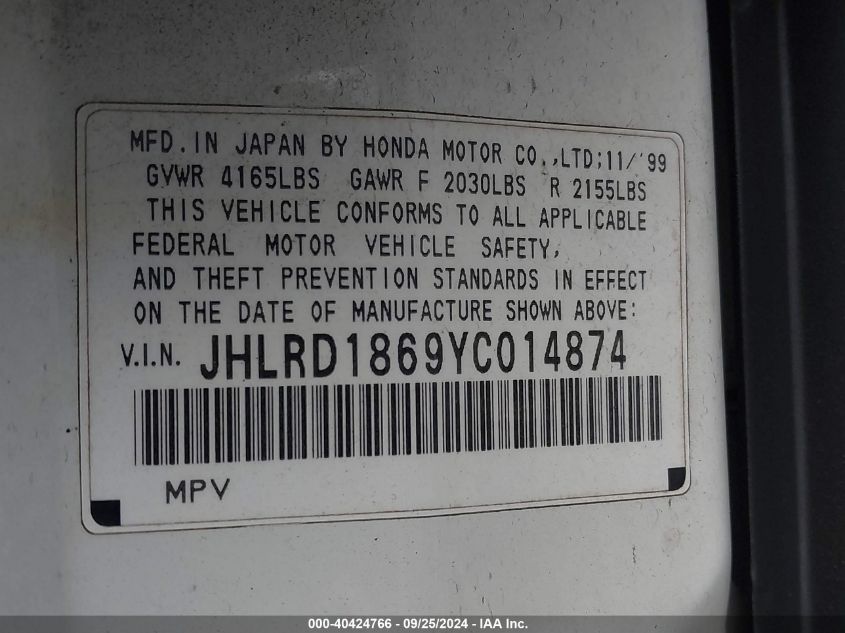 MFD.IN JAPAN BY HONDA MOTOR CO.,LTD;11/'99
GVWR 4165LBS GAWR F 2030LBS R 2155LBS
THIS VEHICLE CONFORMS TO ALL APPLICABLE
FEDERAL MOTOR VEHICLE SAFETY,
AND THEFT PREVENTION STANDARDS IN EFFECT
ON THE DATE OF MANUFACTURE SHOWN ABOVE:
V.I.N. JHLRD1869YC014874
MPV
000-40424766 - 09/25/2024 - IAA Inc.